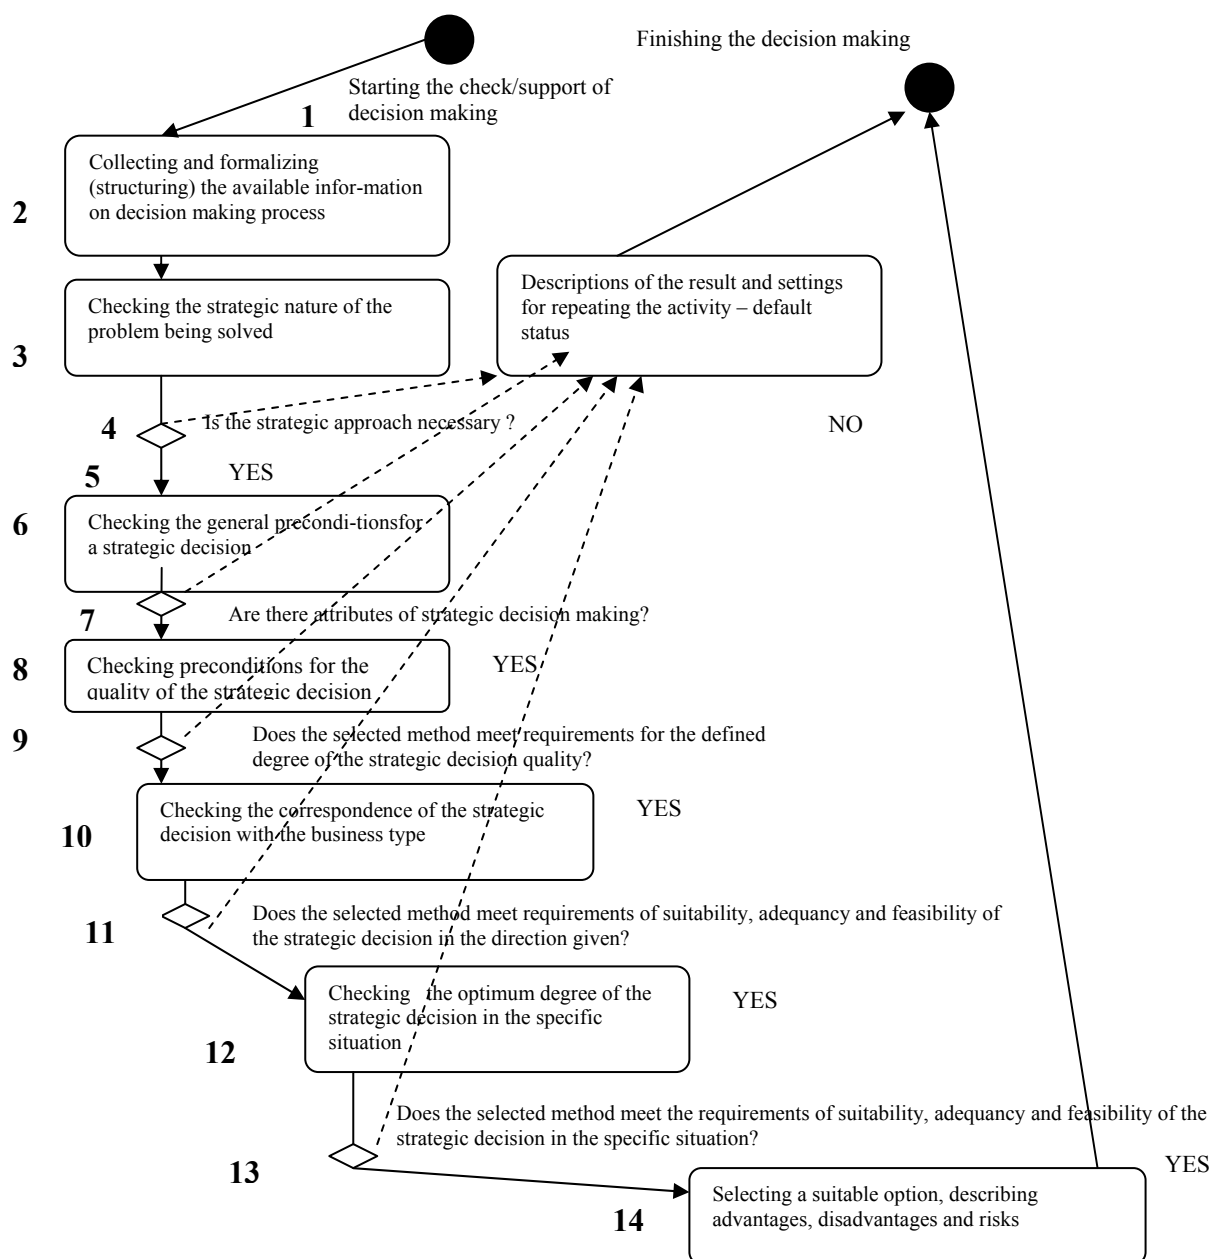 Finishing the decision making
Starting the check/support of
decision making
1
Collecting and formalizing
(structuring) the available infor-mation
on decision making process
2
Descriptions of the result and settings
for repeating the activity – default
status
Checking the strategic nature of the
problem being solved
3
NO
4
Is the strategic approach necessary ?
5
YES
6
Checking the general precondi-tionsfor
a strategic decision
7
Are there attributes of strategic decision making?
8
Checking preconditions for the
quality of the strategic decision
YES
9
Does the selected method meet requirements for the defined
degree of the strategic decision quality?
10
Checking the correspondence of the strategic
decision with the business type
YES
11
Does the selected method meet requirements of suitability, adequancy and feasibility of
the strategic decision in the direction given?
Checking the optimum degree of the
strategic decision in the specific
situation
YES
12
Does the selected method meet the requirements of suitability, adequancy and feasibility of the
strategic decision in the specific situation?
13
YES
14
Selecting a suitable option, describing
advantages, disadvantages and risks